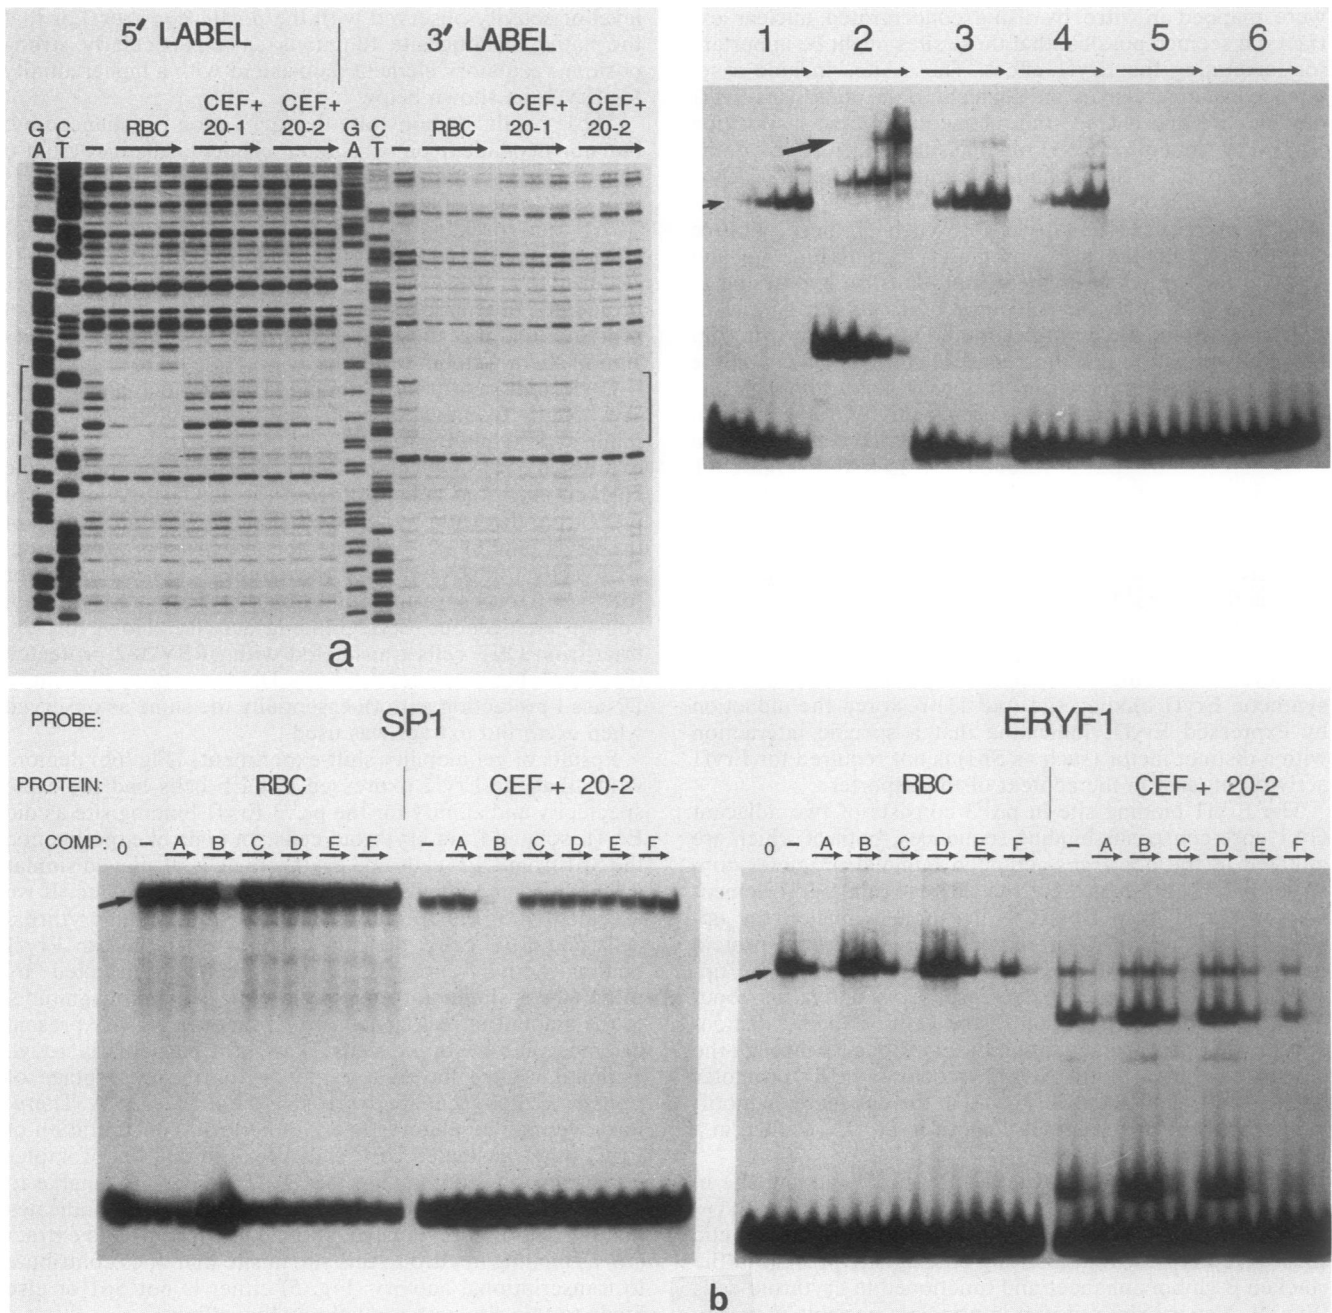 5′ LABEL 3′ LABEL
CEF+ CEF+ CEF+ CEF+
G C RBC 20-1 20-2 G C RBC 20-1 20-2
A T – A T –
a
1 2 3 4 5 6
PROBE: SP1 ERYF1
PROTEIN: RBC CEF + 20-2 RBC CEF + 20-2
COMP: 0 – A B C D E F – A B C D E F 0 – A B C D E F – A B C D E F
b